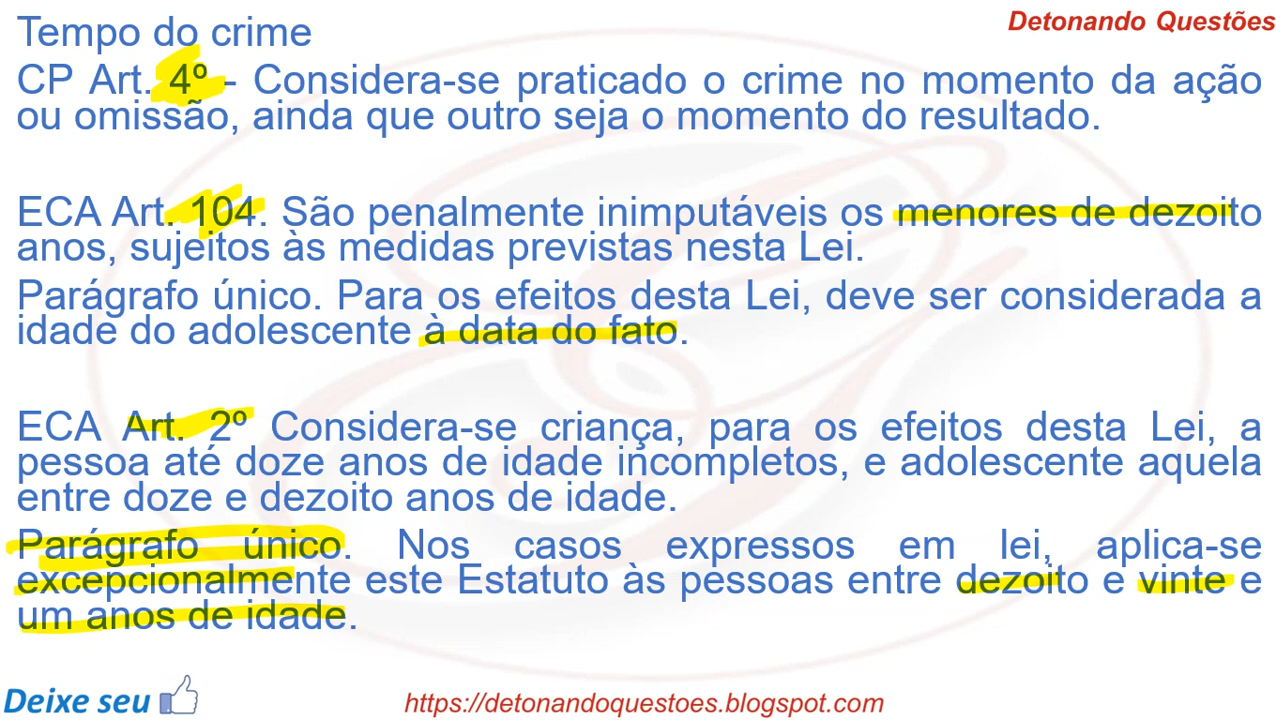 Detonando Questões
Tempo do crime
CP Art. 4º - Considera-se praticado o crime no momento da ação
ou omissão, ainda que outro seja o momento do resultado.
ECA Art. 104. São penalmente inimputáveis os menores de dezoito
anos, sujeitos às medidas previstas nesta Lei.
Parágrafo único. Para os efeitos desta Lei, deve ser considerada a
idade do adolescente à data do fato.
ECA Art. 2º Considera-se criança, para os efeitos desta Lei, a
pessoa até doze anos de idade incompletos, e adolescente aquela
entre doze e dezoito anos de idade.
Parágrafo único. Nos casos expressos em lei, aplica-se
excepcionalmente este Estatuto às pessoas entre dezoito e vinte e
um anos de idade.
Deixe seu
https://detonandoquestoes.blogspot.com